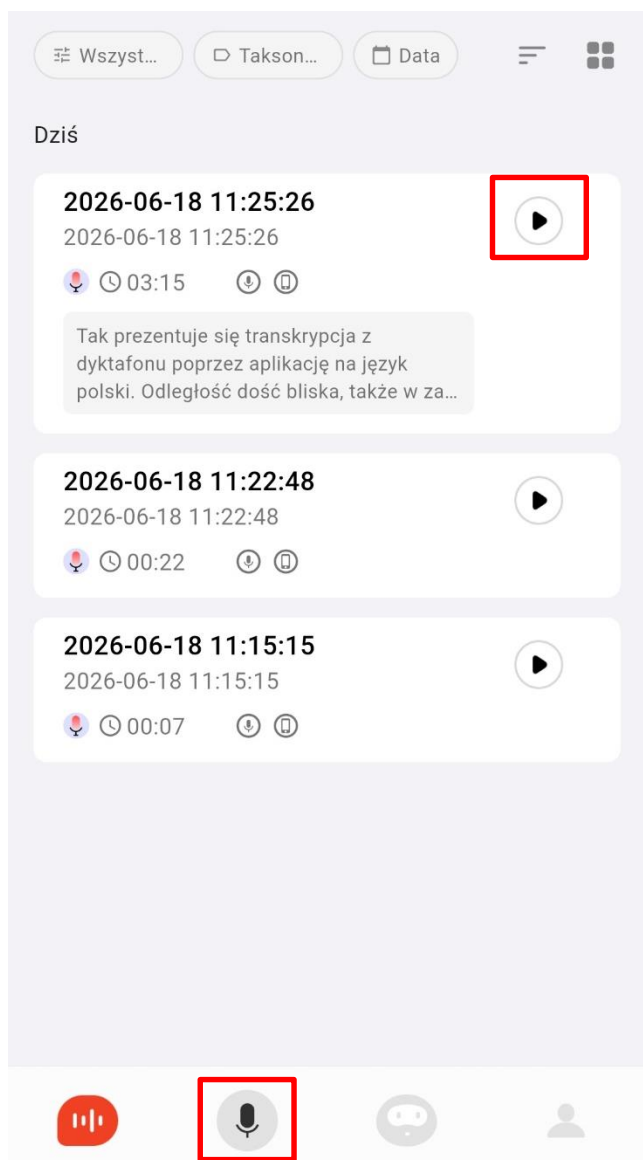 Wszyst...
Takson...
Data
Dziś
2026-06-18 11:25:26
2026-06-18 11:25:26
03:15
Tak prezentuje się transkrypcja z
dyktafonu poprzez aplikację na język
polski. Odległość dość bliska, także w za...
2026-06-18 11:22:48
2026-06-18 11:22:48
00:22
2026-06-18 11:15:15
2026-06-18 11:15:15
00:07